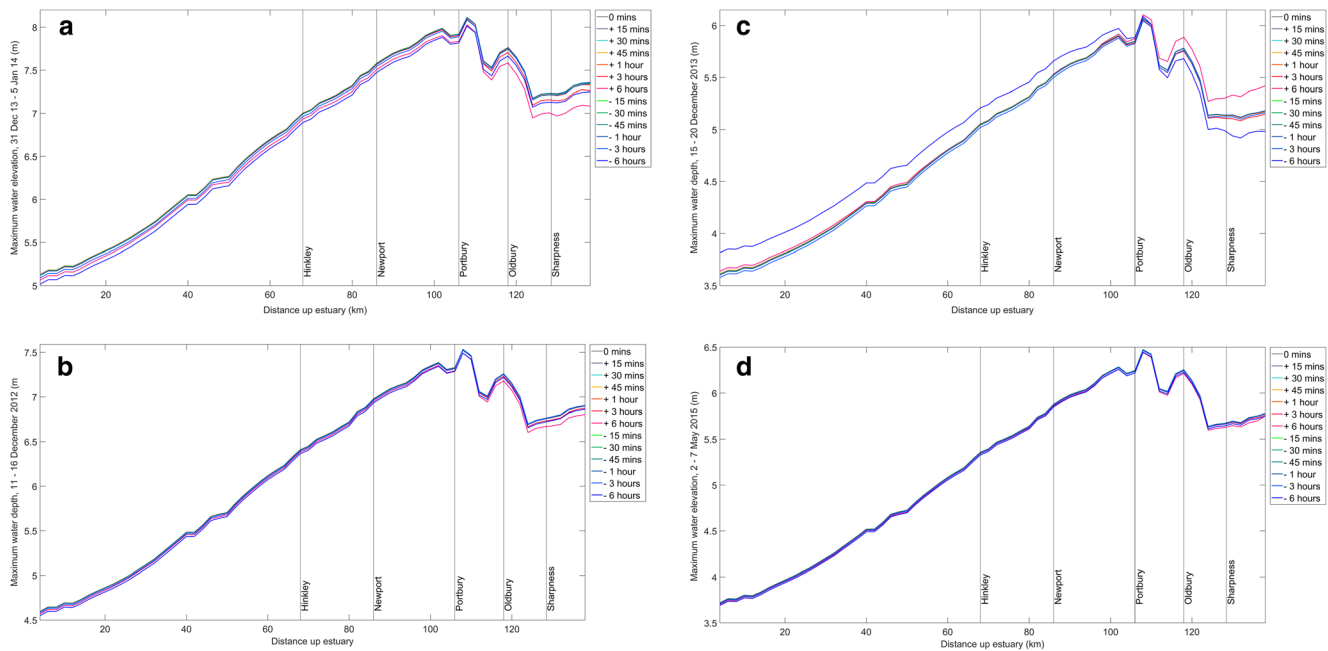 a
Maximum water elevation, 31 Dec 13 - 5 Jan 14 (m)
8
7.5
7
6.5
6
5.5
5
20
40
60
80
100
120
Distance up estuary (km)
Hinkley
Newport
Portbury
Oldbury
Sharpness
0 mins
+ 15 mins
+ 30 mins
+ 45 mins
+ 1 hour
+ 3 hours
+ 6 hours
- 15 mins
- 30 mins
- 45 mins
- 1 hour
- 3 hours
- 6 hours
c
Maximum water depth, 15 - 20 December 2013 (m)
6
5.5
5
4.5
4
3.5
20
40
60
80
100
120
Distance up estuary
Hinkley
Newport
Portbury
Oldbury
Sharpness
0 mins
+ 15 mins
+ 30 mins
+ 45 mins
+ 1 hour
+ 3 hours
+ 6 hours
- 15 mins
- 30 mins
- 45 mins
- 1 hour
- 3 hours
- 6 hours
b
Maximum water depth, 11 - 16 December 2012 (m)
7.5
7
6.5
6
5.5
5
4.5
20
40
60
80
100
120
Distance up estuary
Hinkley
Newport
Portbury
Oldbury
Sharpness
0 mins
+ 15 mins
+ 30 mins
+ 45 mins
+ 1 hour
+ 3 hours
+ 6 hours
- 15 mins
- 30 mins
- 45 mins
- 1 hour
- 3 hours
- 6 hours
d
Maximum water elevation, 2 - 7 May 2015 (m)
6.5
6
5.5
5
4.5
4
3.5
20
40
60
80
100
120
Distance up estuary (km)
Hinkley
Newport
Portbury
Oldbury
Sharpness
0 mins
+ 15 mins
+ 30 mins
+ 45 mins
+ 1 hour
+ 3 hours
+ 6 hours
- 15 mins
- 30 mins
- 45 mins
- 1 hour
- 3 hours
- 6 hours